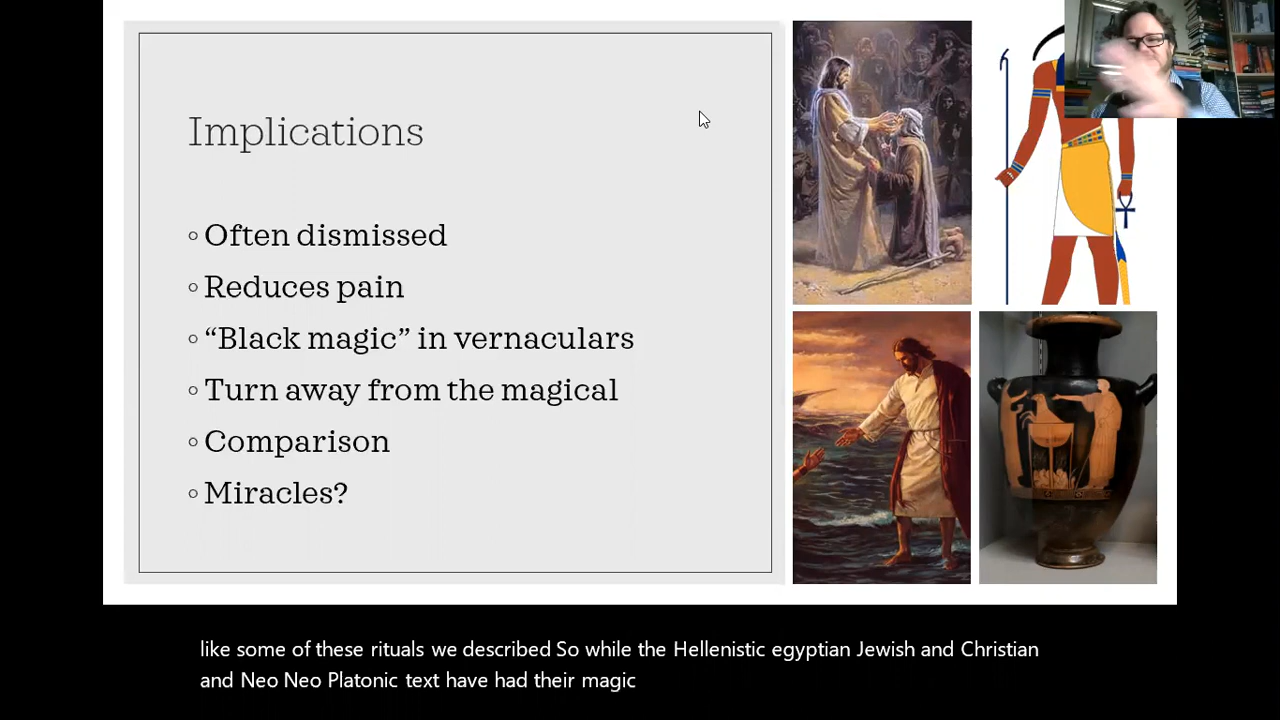 Implications
◦ Often dismissed
◦ Reduces pain
◦ “Black magic” in vernaculars
◦ Turn away from the magical
◦ Comparison
◦ Miracles?
like some of these rituals we described So while the Hellenistic egyptian Jewish and Christian
and Neo Neo Platonic text have had their magic